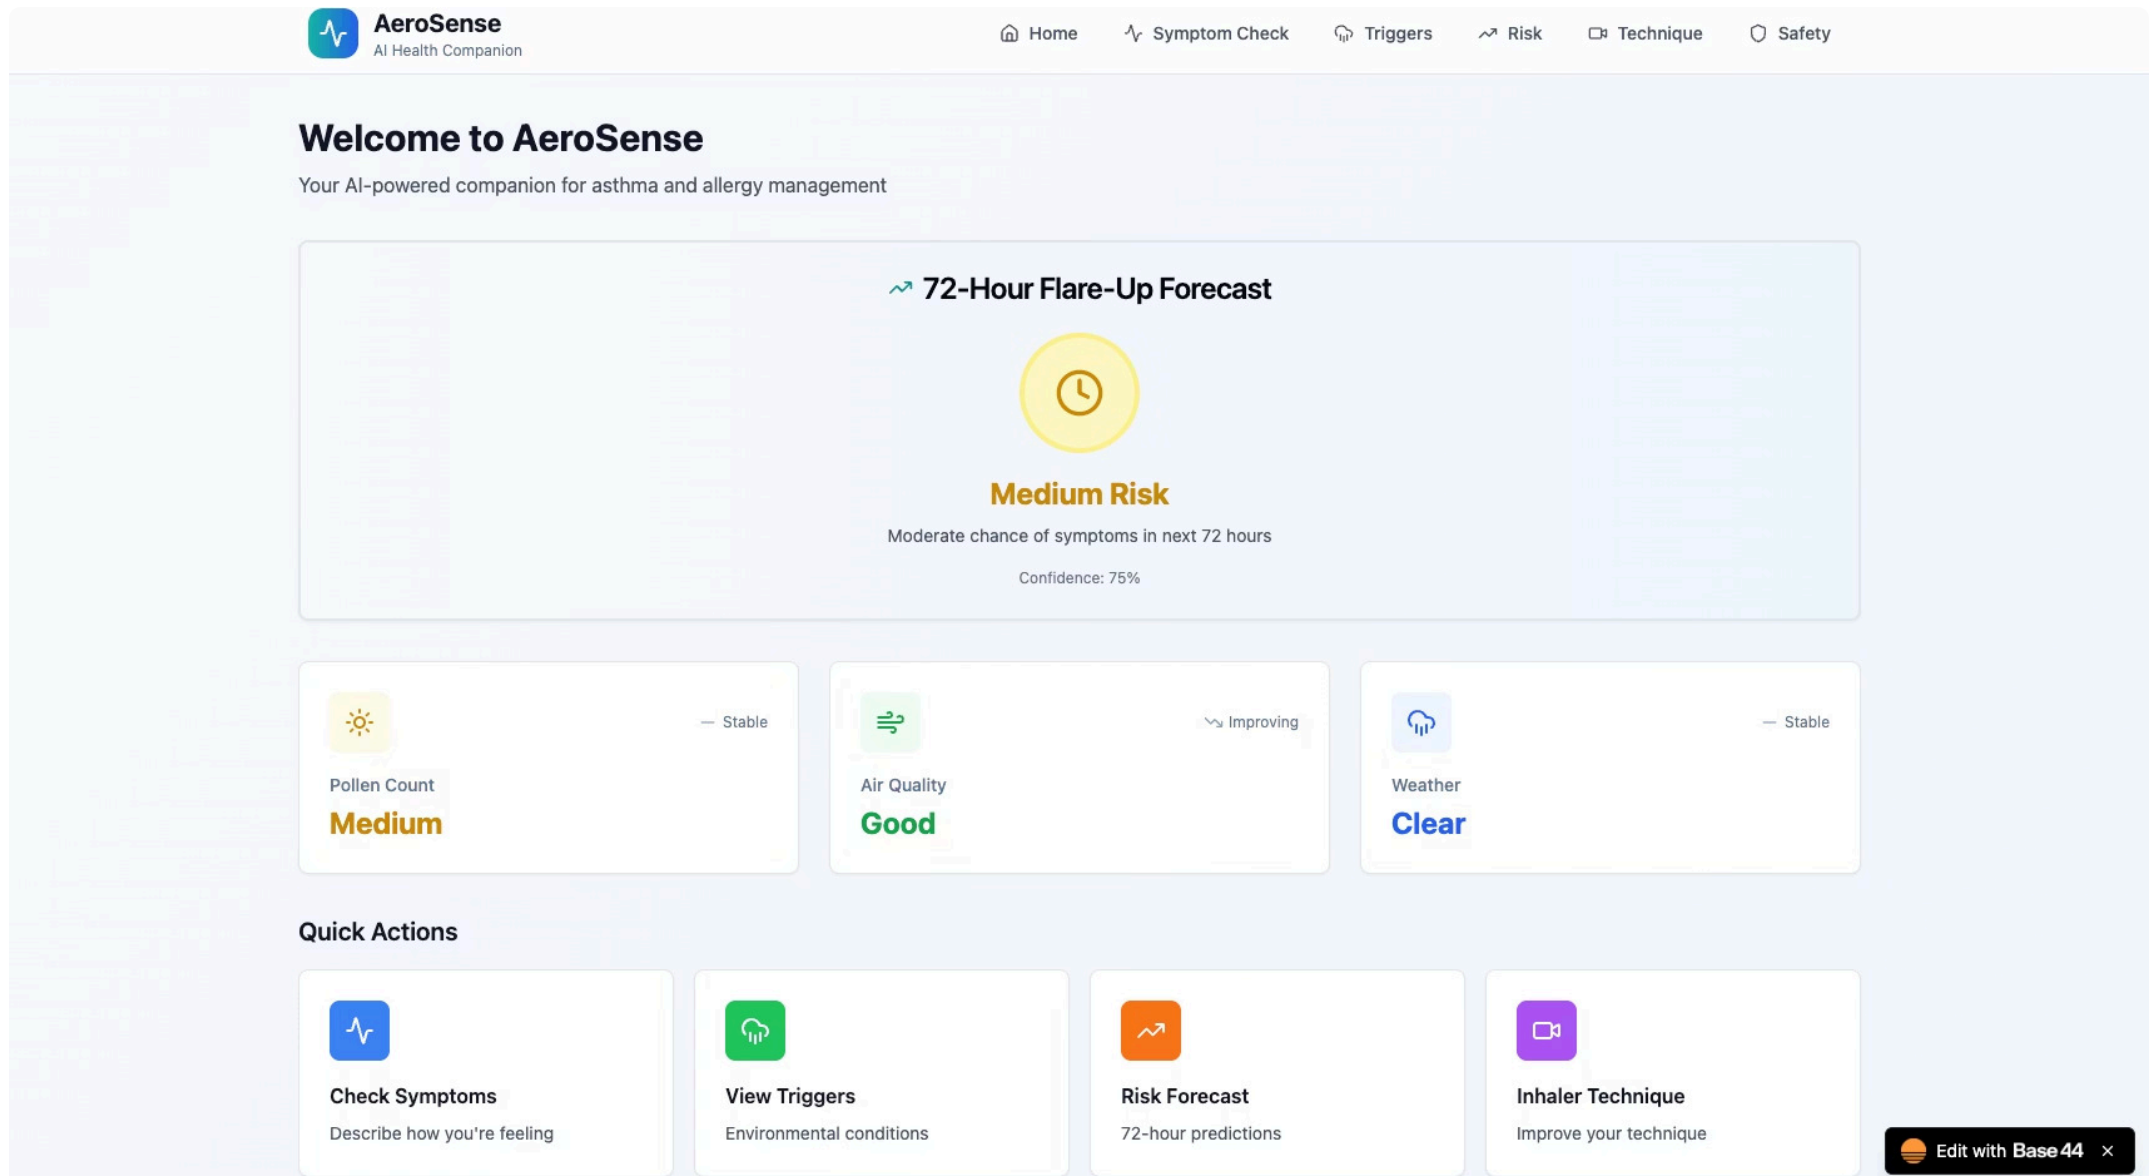 AeroSense
AI Health Companion
Home
Symptom Check
Triggers
Risk
Technique
Safety
Welcome to AeroSense
Your AI-powered companion for asthma and allergy management
72-Hour Flare-Up Forecast
Medium Risk
Moderate chance of symptoms in next 72 hours
Confidence: 75%
Stable
Pollen Count
Medium
Improving
Air Quality
Good
Stable
Weather
Clear
Quick Actions
Check Symptoms
Describe how you're feeling
View Triggers
Environmental conditions
Risk Forecast
72-hour predictions
Inhaler Technique
Improve your technique
Edit with Base44